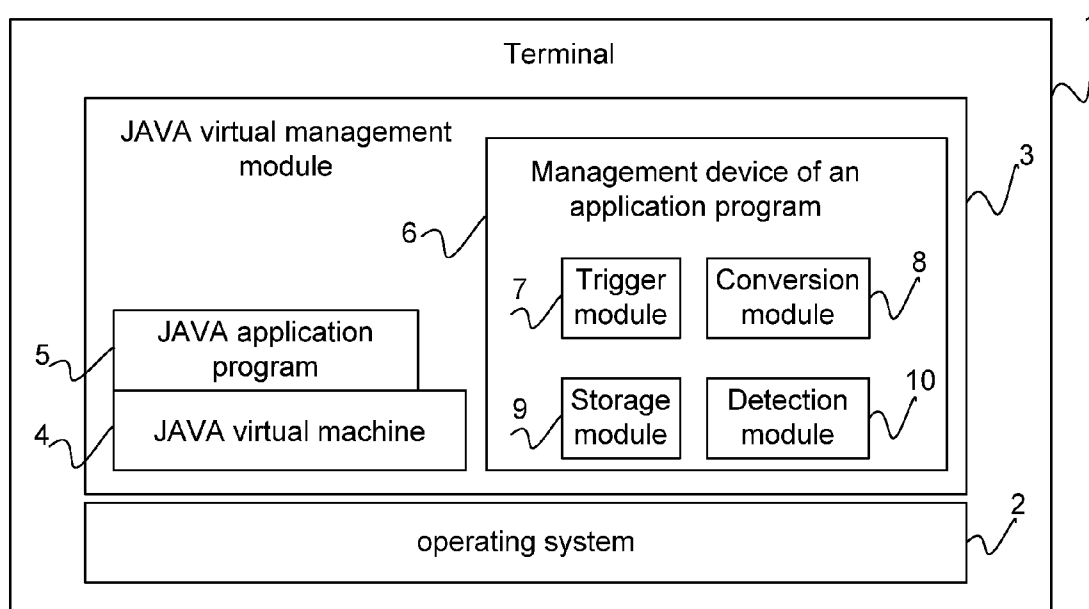 1
Terminal
JAVA virtual management
module
3
Management device of an
application program
6
7
Trigger
module
Conversion
module
8
5
JAVA application
program
9
Storage
module
Detection
module
10
4
JAVA virtual machine
2
operating system